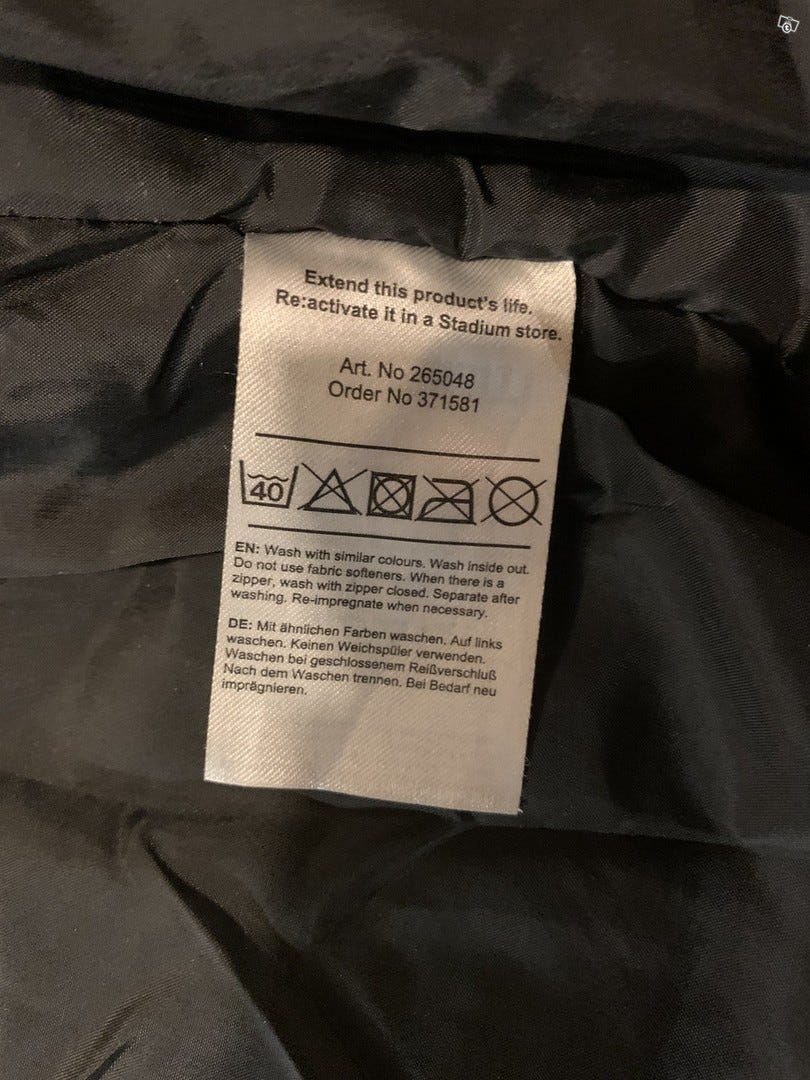 Extend this product's life.
Re:activate it in a Stadium store.
Art. No 265048
Order No 371581
40
EN: Wash with similar colours. Wash inside out.
Do not use fabric softeners. When there is a
zipper, wash with zipper closed. Separate after
washing. Re-impregnate when necessary.
DE: Mit ähnlichen Farben waschen. Auf links
waschen. Keinen Weichspüler verwenden.
Waschen bei geschlossenem Reißverschluß
Nach dem Waschen trennen. Bei Bedarf neu
imprägnieren.